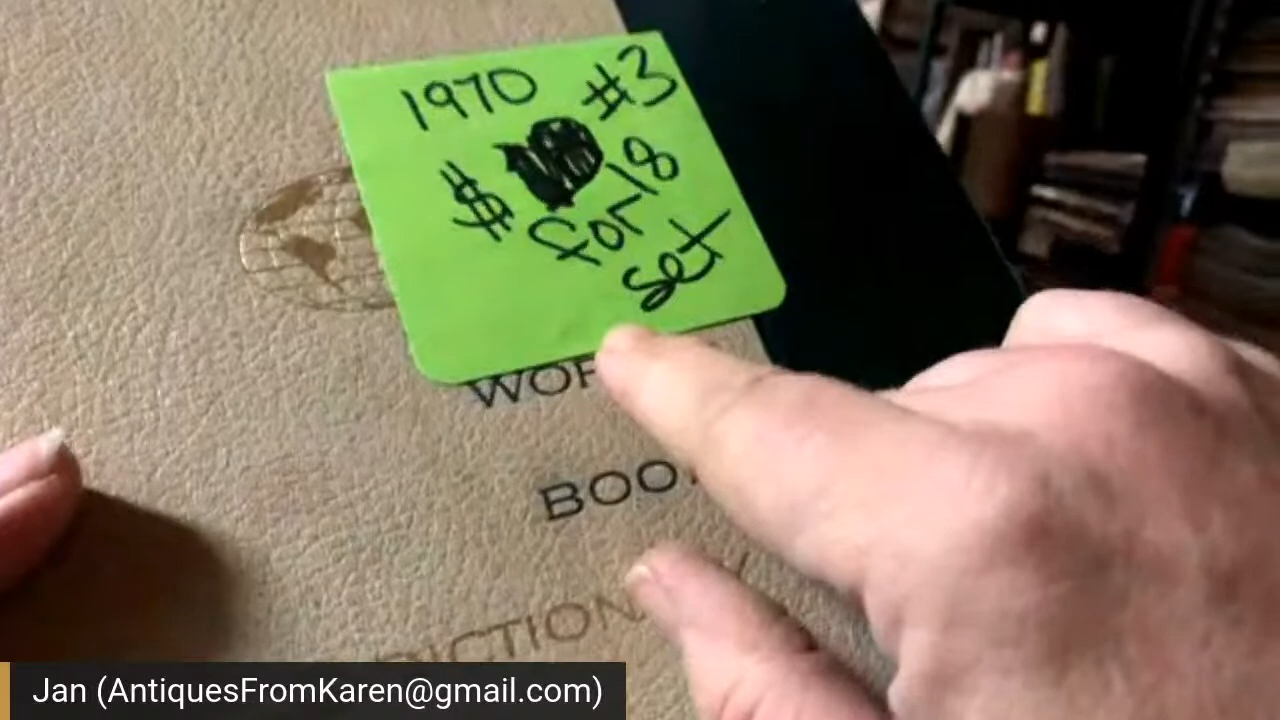 1970 #3
$ for 18
set
WOR
BOO
DICTION
Jan (AntiquesFromKaren@gmail.com)